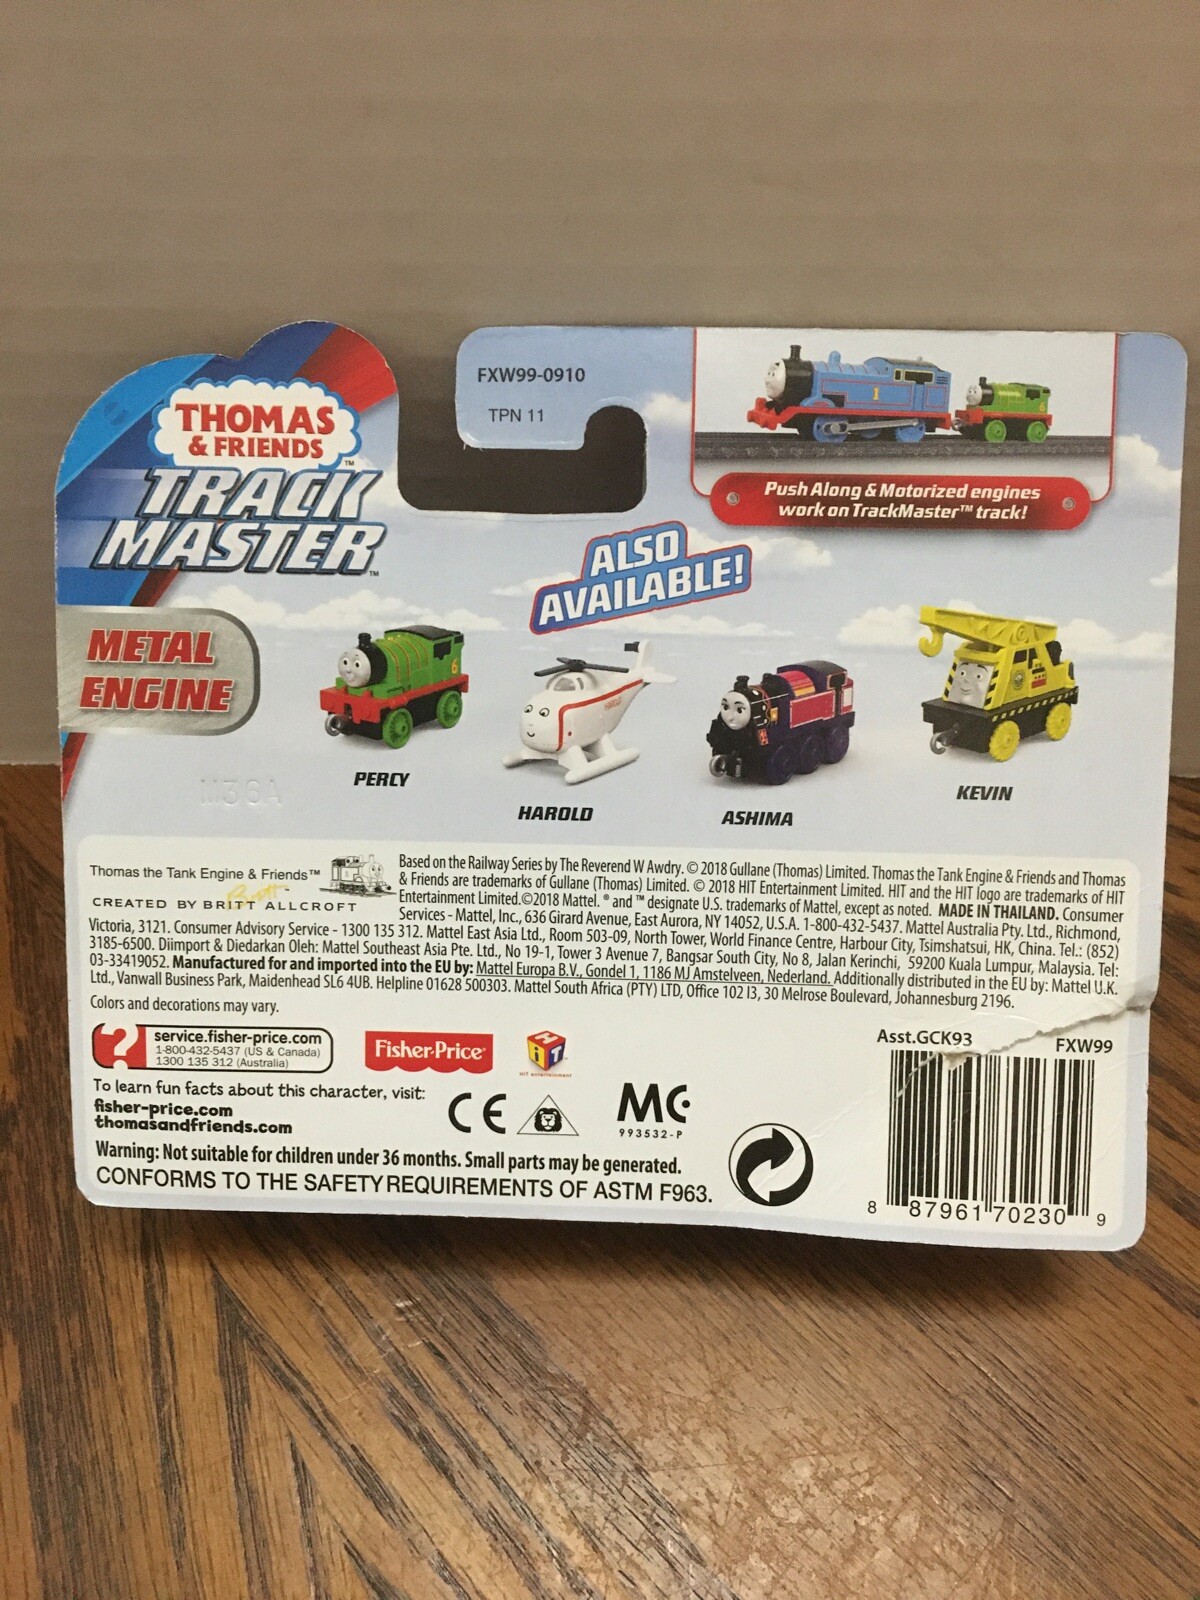 THOMAS
& FRIENDS™
TRACK
MASTER™
METAL
ENGINE
M36A
FXW99-0910
TPN 11
1
6
Push Along & Motorized engines
work on TrackMaster™ track!
ALSO
AVAILABLE!
6
PERCY
HAROLD
ASHIMA
KEVIN
Thomas the Tank Engine & Friends™
CREATED BY BRITT ALLCROFT
Based on the Railway Series by The Reverend W Awdry. © 2018 Gullane (Thomas) Limited. Thomas the Tank Engine & Friends and Thomas
& Friends are trademarks of Gullane (Thomas) Limited. © 2018 HIT Entertainment Limited. HIT and the HIT logo are trademarks of HIT
Entertainment Limited.©2018 Mattel. ® and ™ designate U.S. trademarks of Mattel, except as noted. MADE IN THAILAND. Consumer
Services - Mattel, Inc., 636 Girard Avenue, East Aurora, NY 14052, U.S.A. 1-800-432-5437. Mattel Australia Pty. Ltd., Richmond,
Victoria, 3121. Consumer Advisory Service - 1300 135 312. Mattel East Asia Ltd., Room 503-09, North Tower, World Finance Centre, Harbour City, Tsimshatsui, HK, China. Tel.: (852)
3185-6500. Diimport & Diedarkan Oleh: Mattel Southeast Asia Pte. Ltd., No 19-1, Tower 3 Avenue 7, Bangsar South City, No 8, Jalan Kerinchi, 59200 Kuala Lumpur, Malaysia. Tel:
03-33419052. Manufactured for and imported into the EU by: Mattel Europa B.V., Gondel 1, 1186 MJ Amstelveen, Nederland. Additionally distributed in the EU by: Mattel U.K.
Ltd., Vanwall Business Park, Maidenhead SL6 4UB. Helpline 01628 500303. Mattel South Africa (PTY) LTD, Office 102 I3, 30 Melrose Boulevard, Johannesburg 2196.
Colors and decorations may vary.
?
service.fisher-price.com
1-800-432-5437 (US & Canada)
1300 135 312 (Australia)
Fisher-Price®
HiT
HIT entertainment
To learn fun facts about this character, visit:
fisher-price.com
thomasandfriends.com
CE
MC
993532-P
Warning: Not suitable for children under 36 months. Small parts may be generated.
CONFORMS TO THE SAFETY REQUIREMENTS OF ASTM F963.
Asst.GCK93
FXW99
8 87961 70230 9